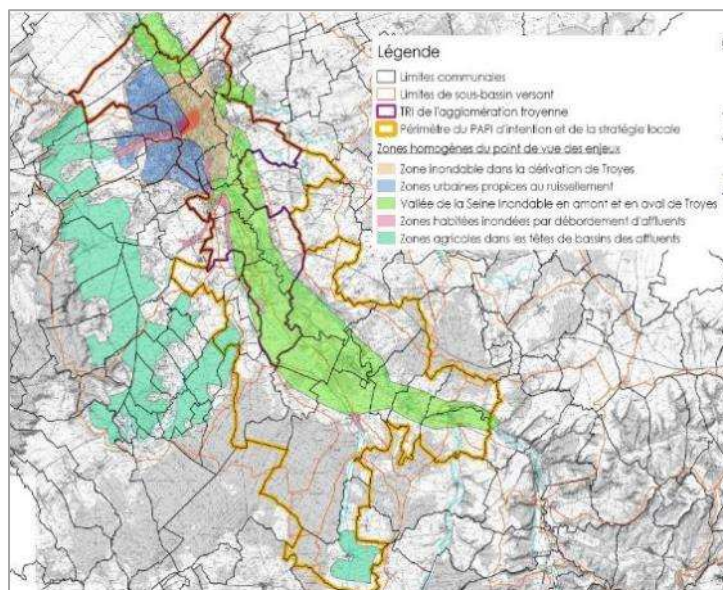 Légende
Limites communales
Limites de sous-bassin versant
TRI de l'agglomération troyenne
Périmètre du PAPI d'intention et de la stratégie locale
Zones homogènes du point de vue des enjeux
Zone inondable dans la dérivation de Troyes
Zones urbaines propices au ruissellement
Vallée de la Seine inondable en amont et en aval de Troyes
Zones habitées inondées par débordement d'affluents
Zones agricoles dans les têtes de bassins des affluents